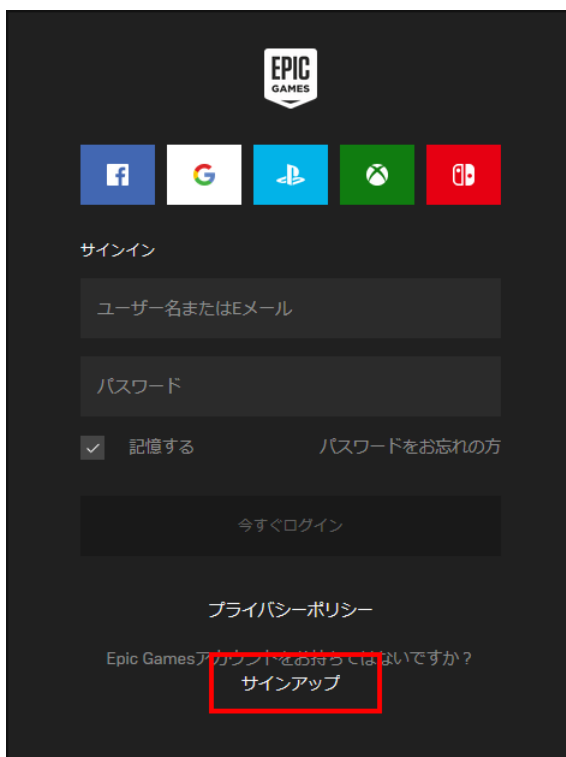 EPIC
GAMES
サインイン
ユーザー名またはEメール
パスワード
記憶する パスワードをお忘れの方
今すぐログイン
プライバシーポリシー
Epic Gamesアカウントをお持ちではないですか？
サインアップ